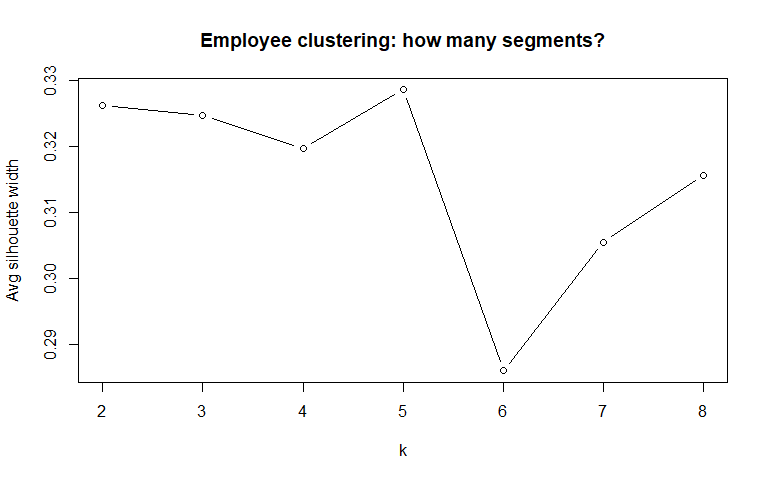 Employee clustering: how many segments?
Avg silhouette width
0.33
0.32
0.31
0.30
0.29
2 3 4 5 6 7 8
k